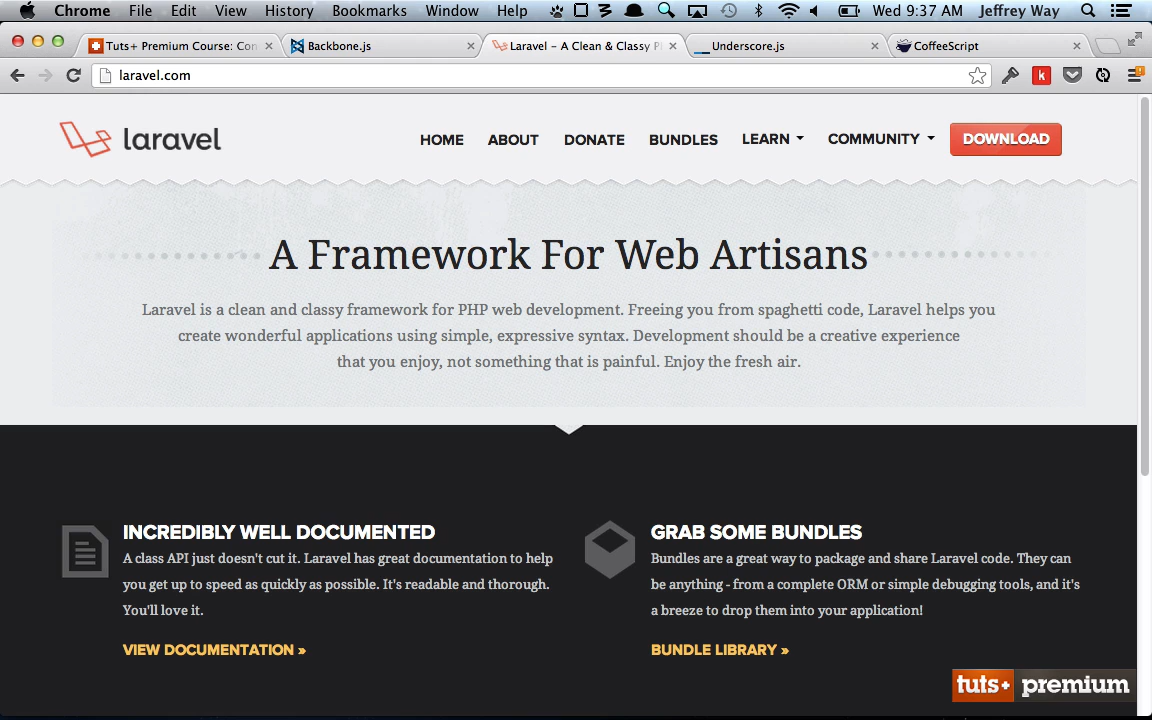 Chrome File Edit View History Bookmarks Window Help Wed 9:37 AM Jeffrey Way
Tuts+ Premium Course: Con Backbone.js Laravel – A Clean & Classy P Underscore.js CoffeeScript
laravel.com
laravel HOME ABOUT DONATE BUNDLES LEARN COMMUNITY DOWNLOAD
A Framework For Web Artisans
Laravel is a clean and classy framework for PHP web development. Freeing you from spaghetti code, Laravel helps you
create wonderful applications using simple, expressive syntax. Development should be a creative experience
that you enjoy, not something that is painful. Enjoy the fresh air.
INCREDIBLY WELL DOCUMENTED
A class API just doesn't cut it. Laravel has great documentation to help
you get up to speed as quickly as possible. It's readable and thorough.
You'll love it.
VIEW DOCUMENTATION »
GRAB SOME BUNDLES
Bundles are a great way to package and share Laravel code. They can
be anything - from a complete ORM or simple debugging tools, and it's
a breeze to drop them into your application!
BUNDLE LIBRARY »
tuts+ premium